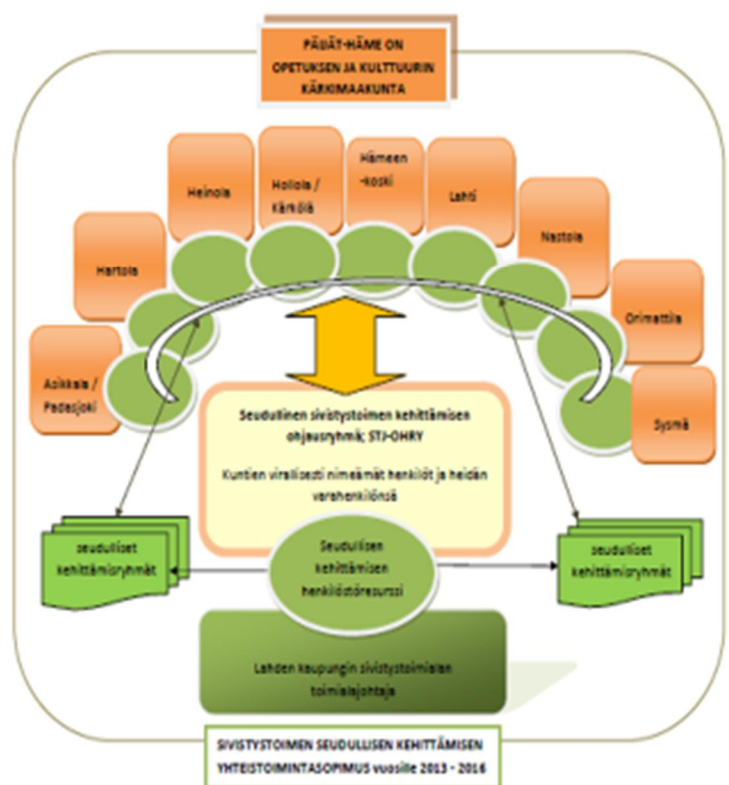 PÄIJÄT-HÄME ON
OPETUKSEN JA KULTTUURIN
KÄRKIMAAKUNTA
Asikkala /
Padasjoki
Hartola
Heinola
Hollola /
Kärkölä
Hämeen
-koski
Lahti
Nastola
Orimattila
Sysmä
Seudullinen sivistystoimen kehittämisen
ohjausryhmä; STJ-OHRY
Kuntien virallisesti nimeämät henkilöt ja heidän
varahenkilönsä
seudulliset
kehittämisryhmät
Seudullisen
kehittämisen
henkilöstöresurssi
seudulliset
kehittämisryhmät
Lahden kaupungin sivistystoimialan
toimialajohtaja
SIVISTYSTOIMEN SEUDULLISEN KEHITTÄMISEN
YHTEISTOIMINTASOPIMUS vuosille 2013 - 2016